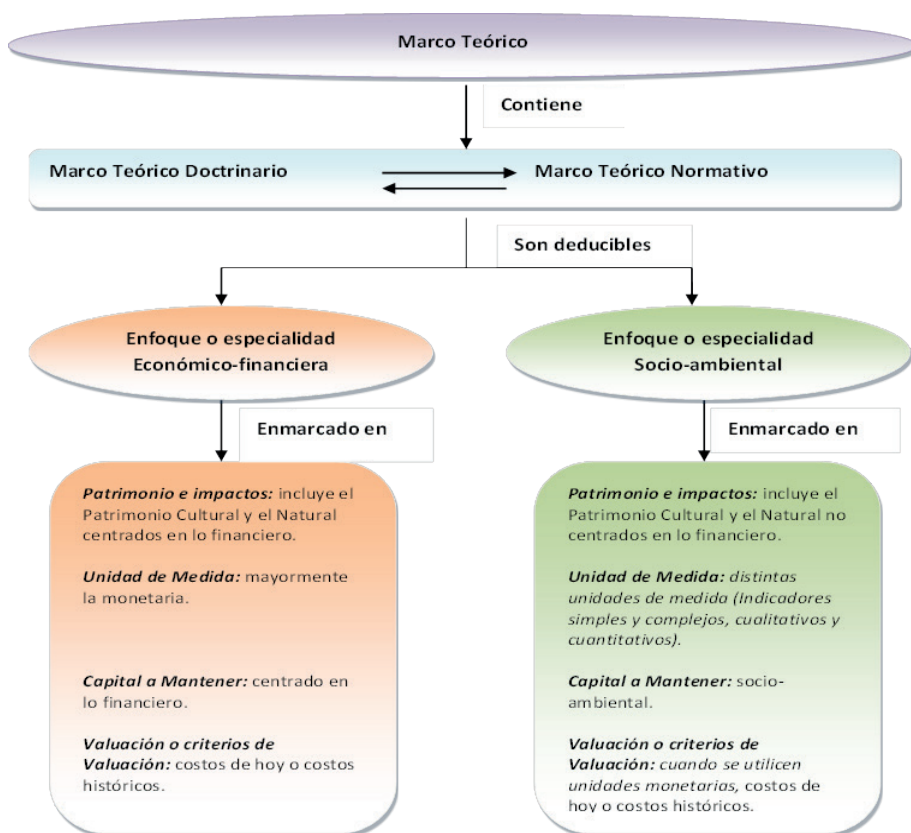 Marco Teórico
Contiene
Marco Teórico Doctrinario
Marco Teórico Normativo
Son deducibles
Enfoque o especialidad
Económico-financiera
Enfoque o especialidad
Socio-ambiental
Enmarcado en
Enmarcado en
Patrimonio e impactos: incluye el
Patrimonio Cultural y el Natural
centrados en lo financiero.
Unidad de Medida: mayormente
la monetaria.
Capital a Mantener: centrado en
lo financiero.
Valuación o criterios de
Valuación: costos de hoy o costos
históricos.
Patrimonio e impactos: incluye el
Patrimonio Cultural y el Natural no
centrados en lo financiero.
Unidad de Medida: distintas
unidades de medida (Indicadores
simples y complejos, cualitativos y
cuantitativos).
Capital a Mantener: socio-
ambiental.
Valuación o criterios de
Valuación: cuando se utilicen
unidades monetarias, costos de
hoy o costos históricos.